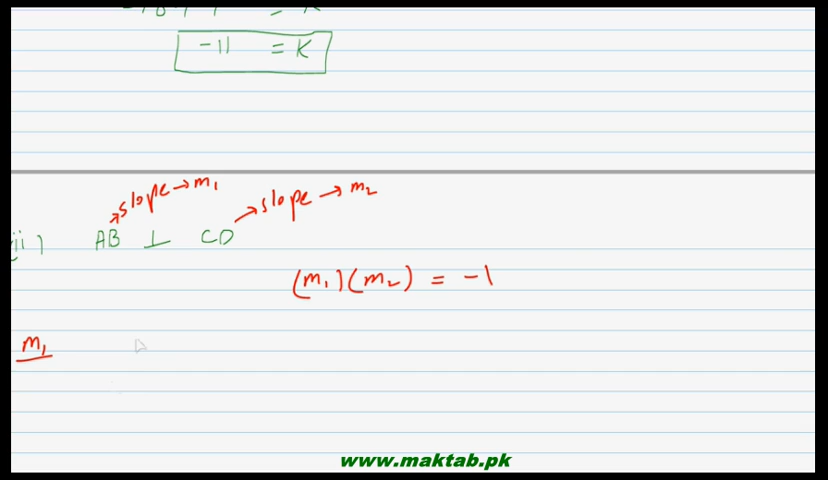 -11 = K
slope → m1
slope → m2
ii) AB ⊥ CD
(m1)(m2) = -1
m1
www.maktab.pk